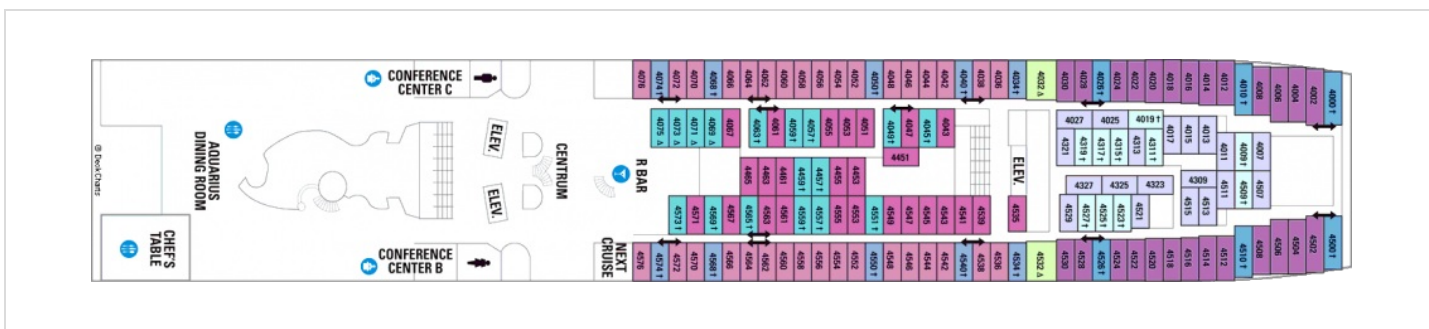 © DeckCharts
AQUARIUS
DINING ROOM
CHEF'S
TABLE
CONFERENCE
CENTER C
CONFERENCE
CENTER B
ELEV.
ELEV.
CENTRUM
R BAR
NEXT
CRUISE
ELEV.
4076 4074† 4072 4070 4068† 4066 4064 4062 4060 4058 4056 4054 4052 4050† 4048 4046 4044 4042 4040† 4038 4036 4034† 4032 4030 4028 4026† 4024 4022 4020 4018 4016 4014 4012 4010† 4008 4006 4004 4002 4000†
4075 4073 4071 4069 4067 4063† 4061 4059† 4057† 4055 4053 4051 4049† 4047 4045† 4043
4451
4027 4025 4019† 4017 4015 4013 4011 4009† 4007
4321 4319† 4317† 4315† 4313 4311†
4465 4463 4461 4459† 4457† 4455 4453
4327 4325 4323 4309 4511 4509† 4507
4529 4527† 4525† 4523† 4521 4515 4513
4573† 4571 4569† 4567 4565† 4563 4561 4559† 4557† 4555 4553 4551† 4549 4547 4545 4543 4541 4539 4535
4576 4574† 4572 4570 4568† 4566 4564 4562 4560 4558 4556 4554 4552 4550† 4548 4546 4544 4542 4540† 4538 4536 4534† 4532 4530 4528 4526† 4524 4522 4520 4518 4516 4514 4512 4510† 4508 4506 4504 4502 4500†